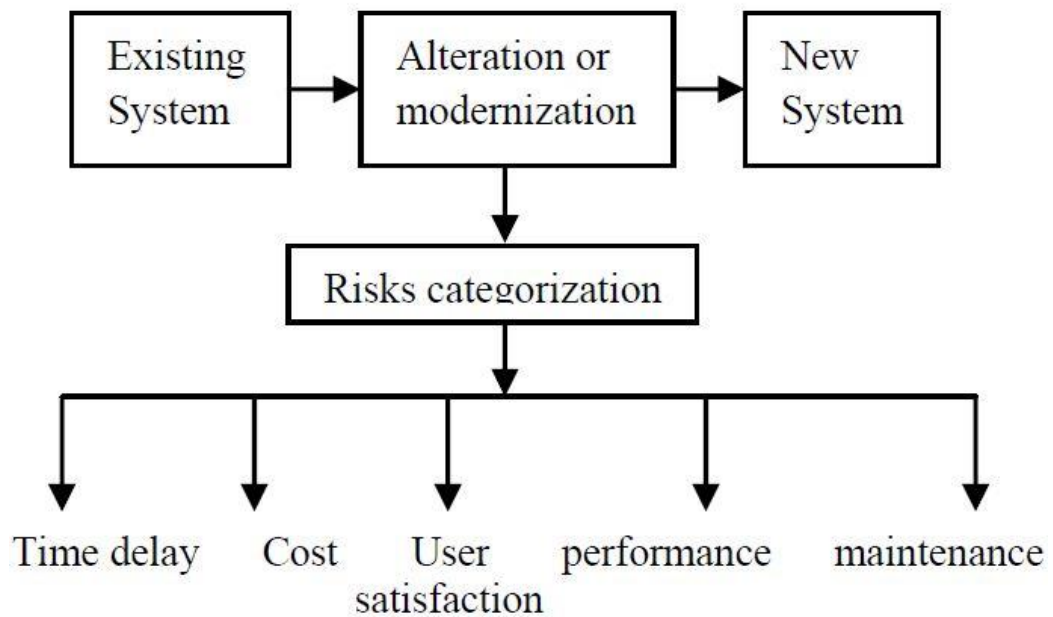 Existing
System
Alteration or
modernization
New
System
Risks categorization
Time delay
Cost
User
satisfaction
performance
maintenance